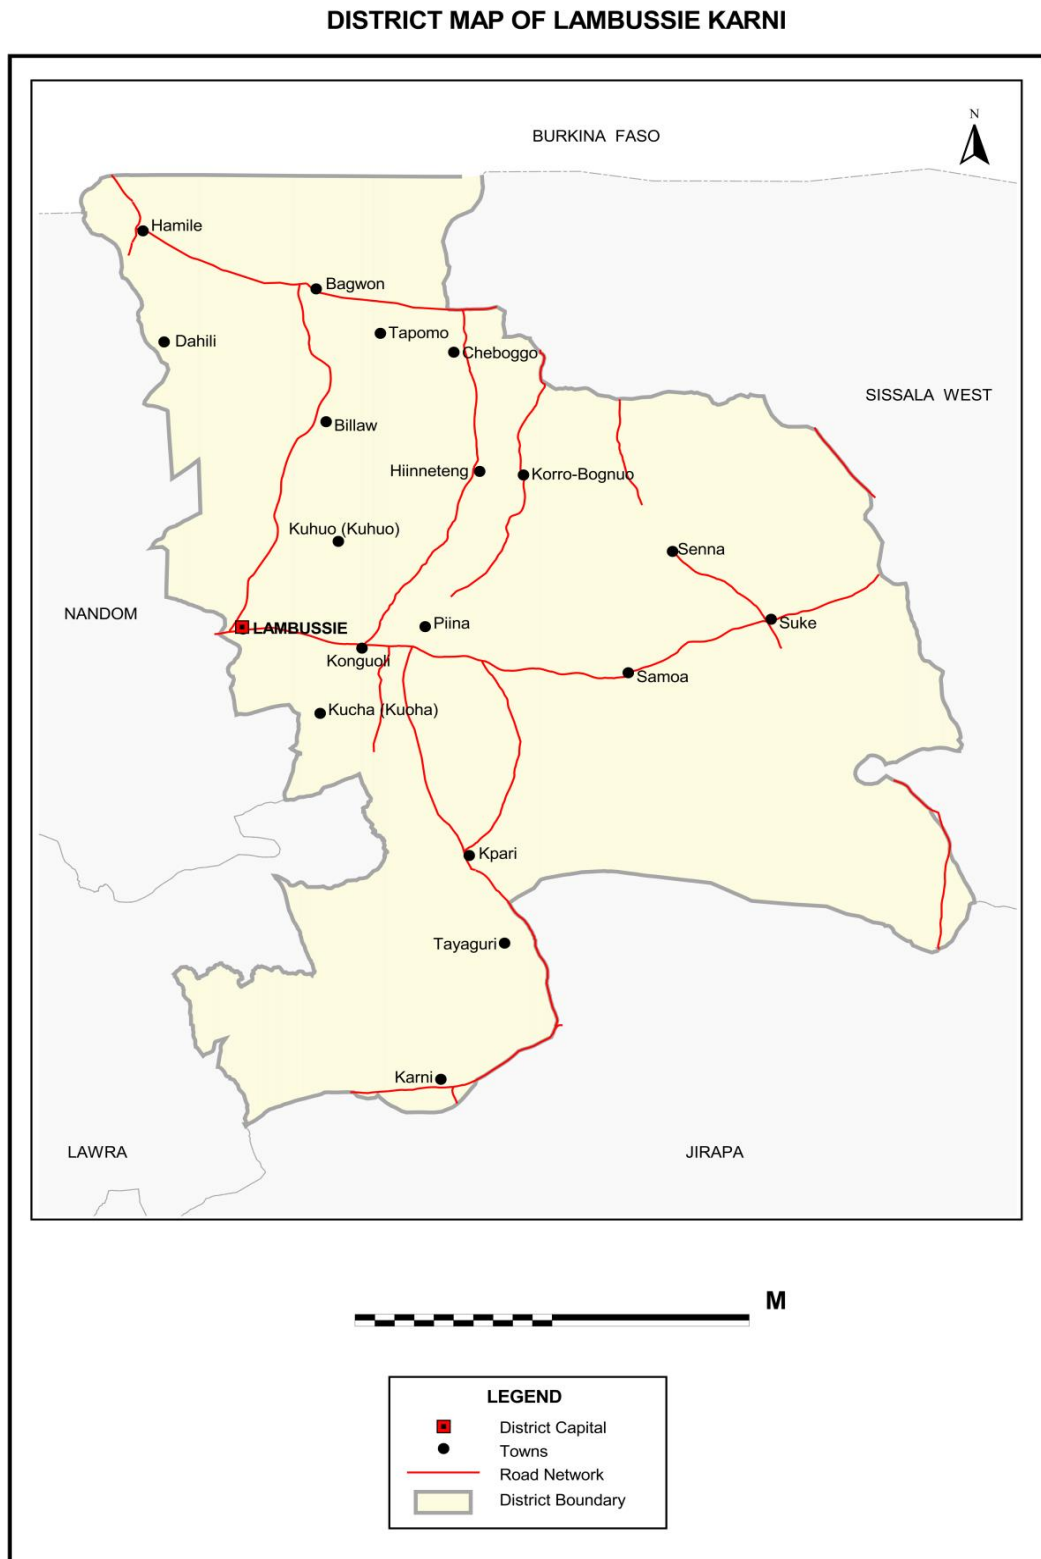 DISTRICT MAP OF LAMBUSSIE KARNI
N
BURKINA FASO
Hamile
Bagwon
Tapomo
Dahili
Cheboggo
SISSALA WEST
Billaw
Hiinneteng
Korro-Bognuo
Kuhuo (Kuhuo)
Senna
NANDOM
LAMBUSSIE
Piina
Suke
Konguoli
Samoa
Kucha (Kuoha)
Kpari
Tayaguri
Karni
LAWRA
JIRAPA
M
LEGEND
District Capital
Towns
Road Network
District Boundary